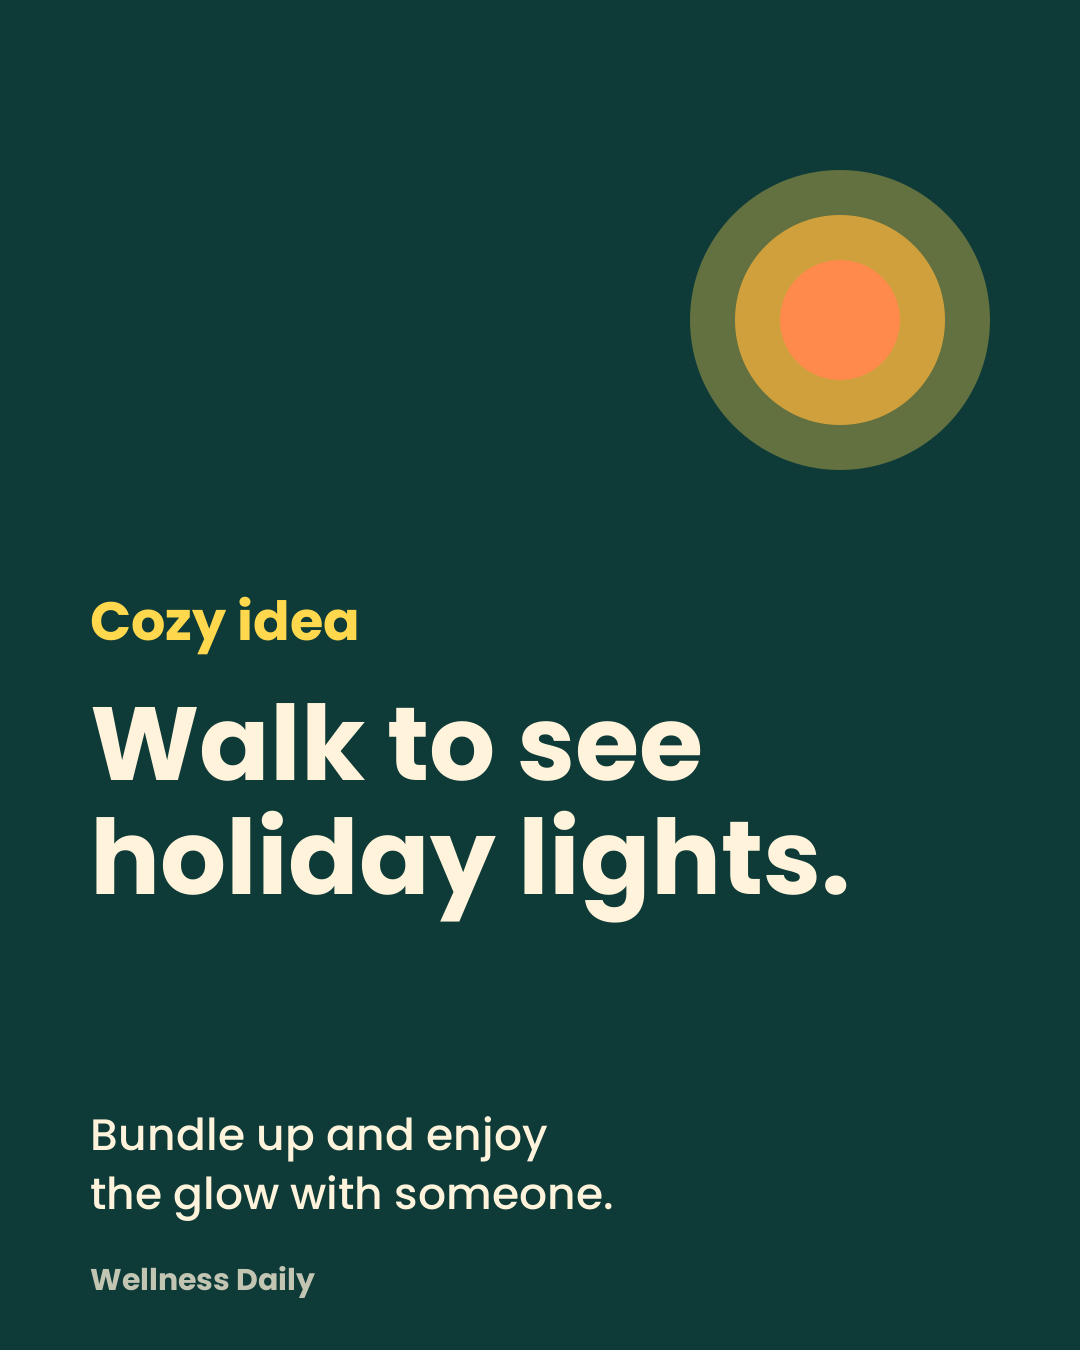 Cozy idea
Walk to see
holiday lights.
Bundle up and enjoy
the glow with someone.
Wellness Daily